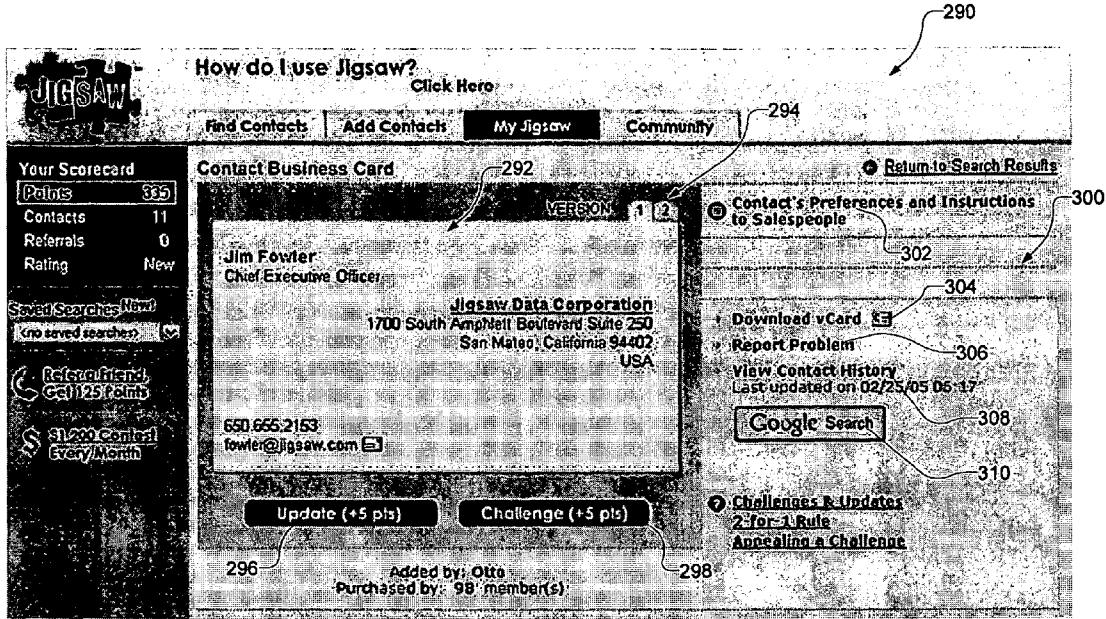 290
JIGSAW
How do I use Jigsaw?
Click Here
Find Contacts
Add Contacts
My Jigsaw
Community
294
Your Scorecard
Points 335
Contacts 11
Referrals 0
Rating New
Saved Searches New!
<no saved searches>
Refer a friend,
Get 125 Points
$1,200 Contest
Every Month
Contact Business Card
292
VERSION 1 2
Jim Fowler
Chief Executive Officer
Jigsaw Data Corporation
1700 South Amphlett Boulevard Suite 250
San Mateo, California 94402
USA
650.655.2153
fowler@jigsaw.com
Update (+5 pts)
Challenge (+5 pts)
296
298
Added by: Otto
Purchased by: 98 member(s)
Return to Search Results
Contact's Preferences and Instructions
to Salespeople
300
302
304
Download vCard
Report Problem
306
View Contact History
Last updated on 02/25/05 05:17
308
Google Search
310
Challenges & Updates
2-for-1 Rule
Appealing a Challenge